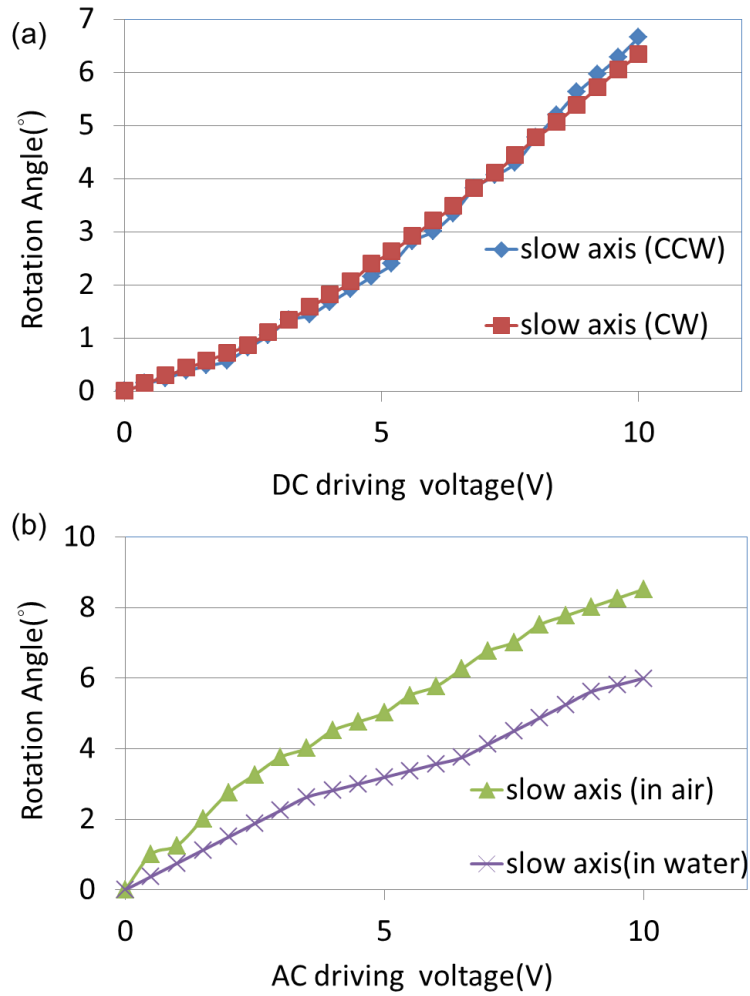 (a)
7
6
5
4
3
2
1
0
Rotation Angle(°)
slow axis (CCW)
slow axis (CW)
0 5 10
DC driving voltage(V)
(b)
10
8
6
4
2
0
Rotation Angle(°)
slow axis (in air)
slow axis(in water)
0 5 10
AC driving voltage(V)